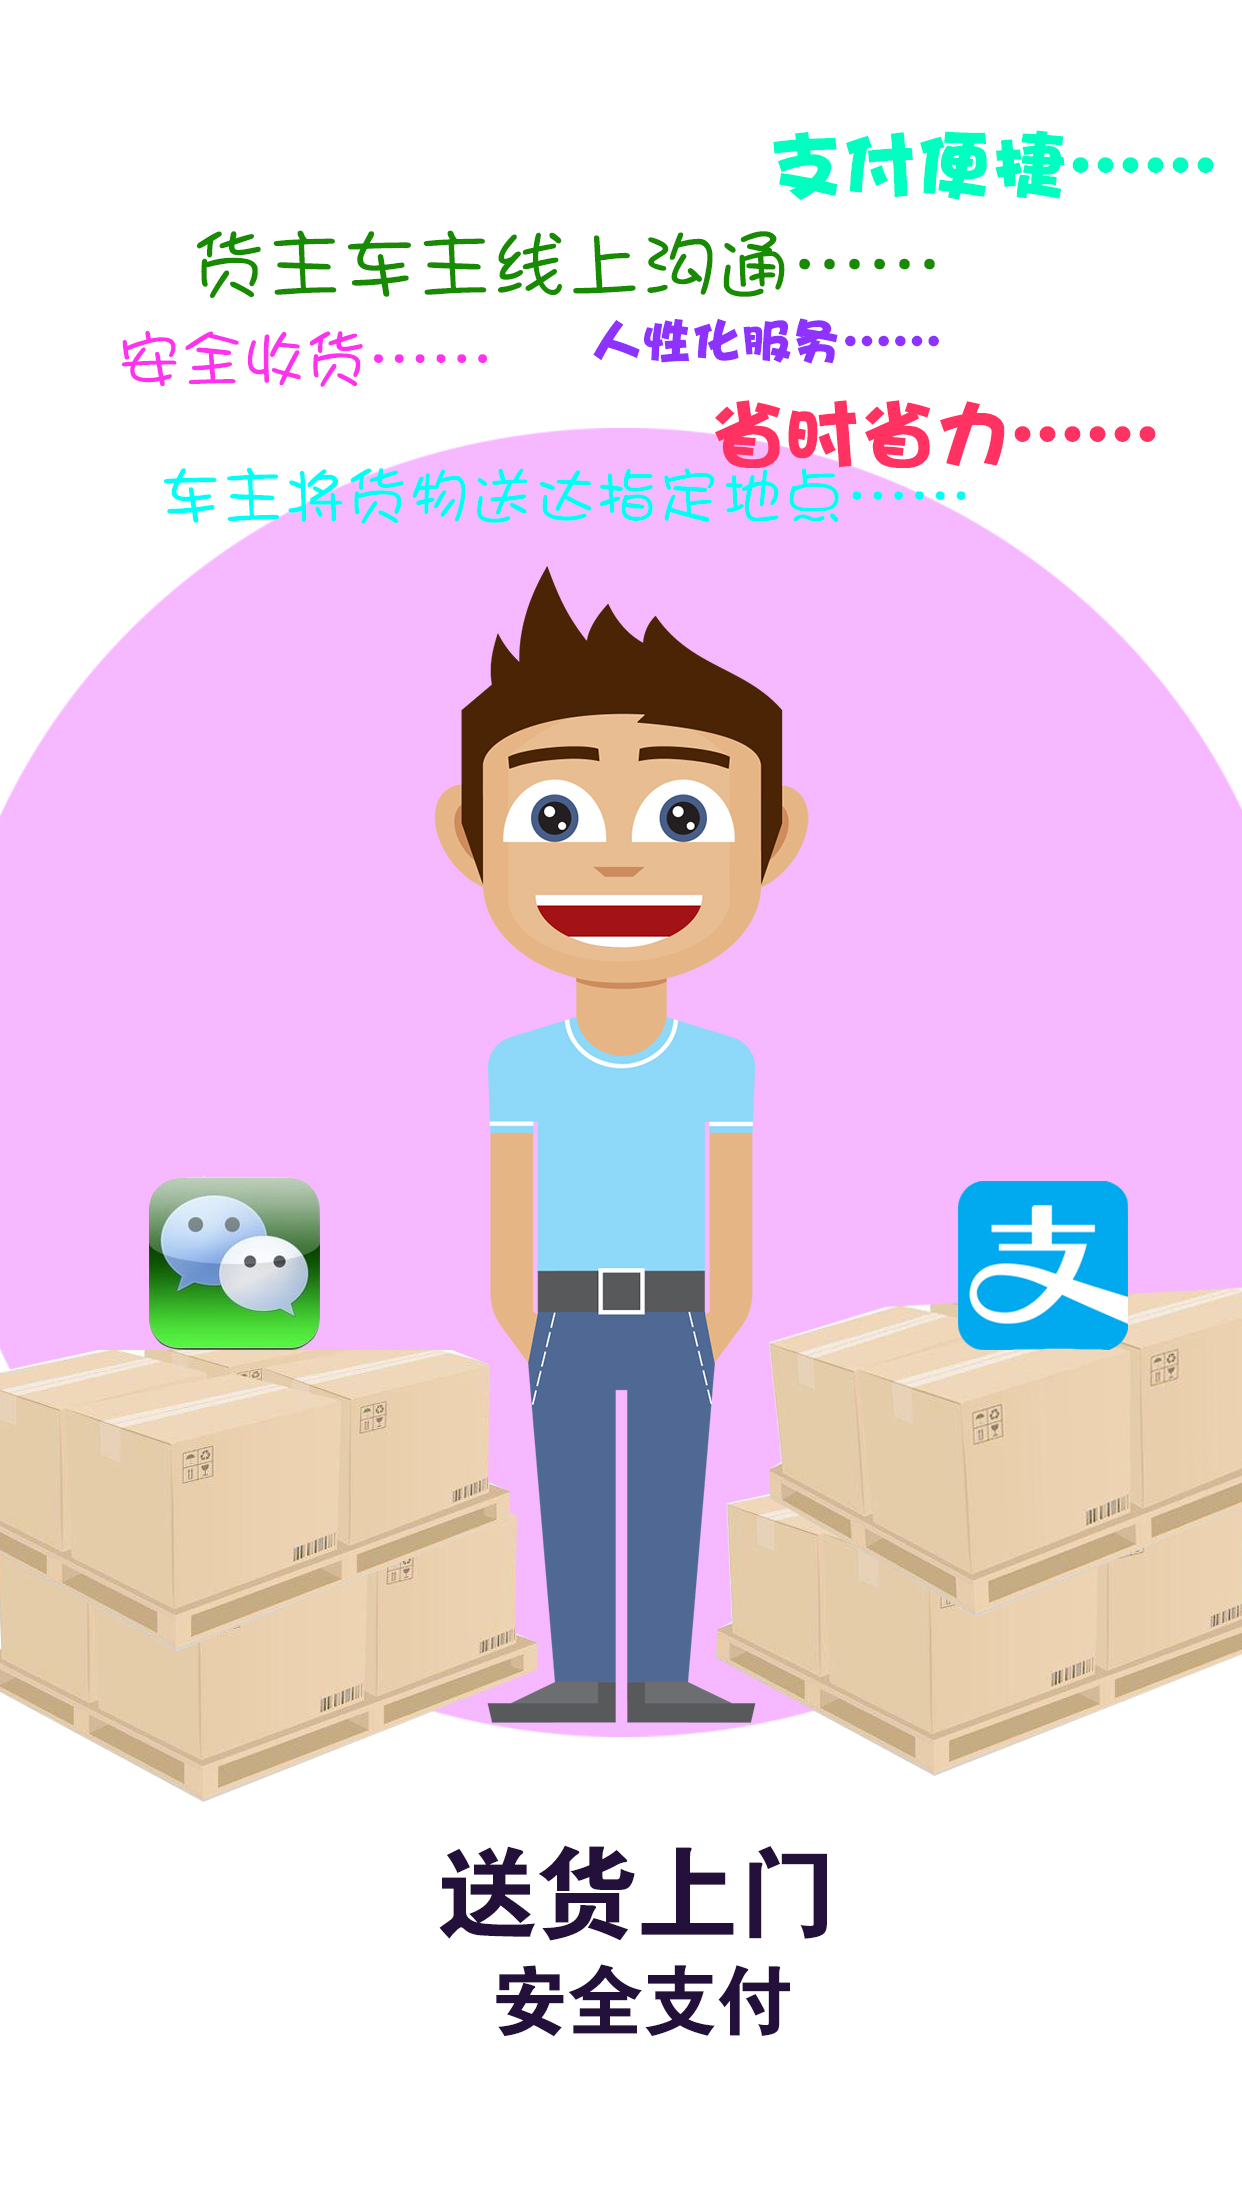 支付便捷……
货主车主线上沟通……
安全收货……
人性化服务……
省时省力……
车主将货物送达指定地点……
支
送货上门
安全支付